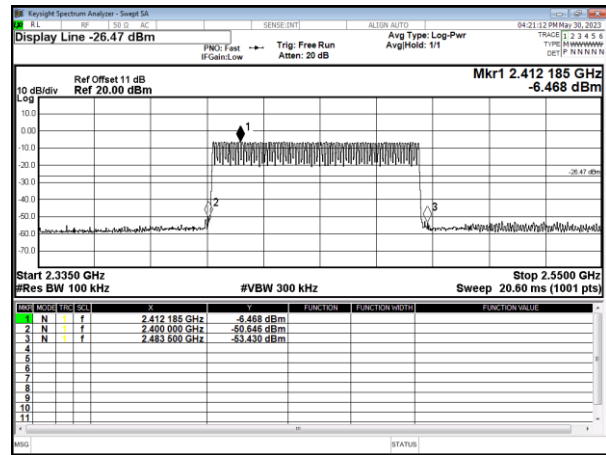 Keysight Spectrum Analyzer - Swept SA
RL RF 50 Ω AC SENSE:INT ALIGN AUTO 04:21:12 PM May 30, 2023
Display Line -26.47 dBm
PNO: Fast
IFGain:Low
Trig: Free Run
Atten: 20 dB
Avg Type: Log-Pwr
Avg|Hold: 1/1
TRACE 1 2 3 4 5 6
TYPE M W W W W W
DET P N N N N N
Ref Offset 11 dB
10 dB/div Ref 20.00 dBm
Log
Mkr1 2.412 185 GHz
-6.468 dBm
10.0
0.00
-10.0
-20.0
-30.0
-40.0
-50.0
-60.0
-70.0
1
2
3
-26.47 dBm
Start 2.3350 GHz Stop 2.5500 GHz
#Res BW 100 kHz #VBW 300 kHz Sweep 20.60 ms (1001 pts)
MKR MODE TRC SCL X Y FUNCTION FUNCTION WIDTH FUNCTION VALUE
1 N 1 f 2.412 185 GHz -6.468 dBm
2 N 1 f 2.400 000 GHz -50.646 dBm
3 N 1 f 2.483 500 GHz -53.430 dBm
4
5
6
7
8
9
10
11
MSG STATUS